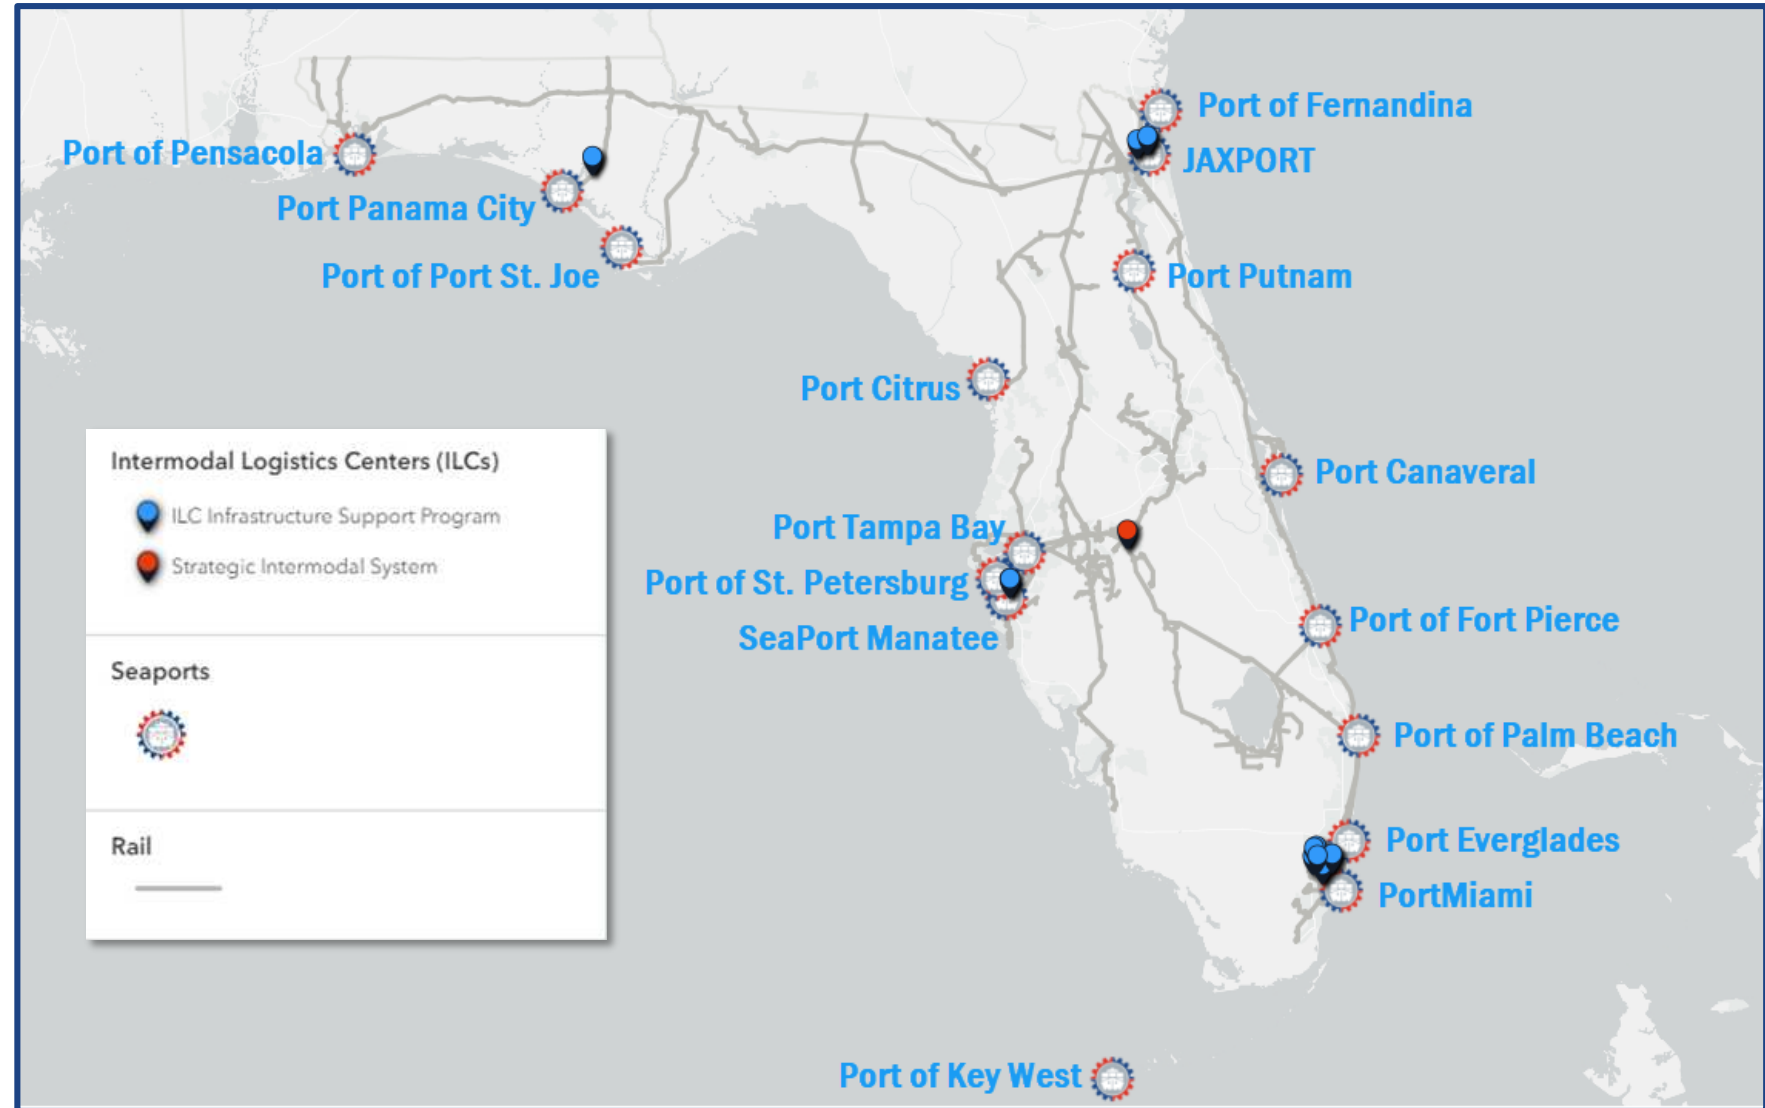 Port of Fernandina
Port of Pensacola
JAXPORT
Port Panama City
Port of Port St. Joe
Port Putnam
Port Citrus
Intermodal Logistics Centers (ILCs)
ILC Infrastructure Support Program
Strategic Intermodal System
Seaports
Rail
Port Canaveral
Port Tampa Bay
Port of St. Petersburg
SeaPort Manatee
Port of Fort Pierce
Port of Palm Beach
Port Everglades
PortMiami
Port of Key West